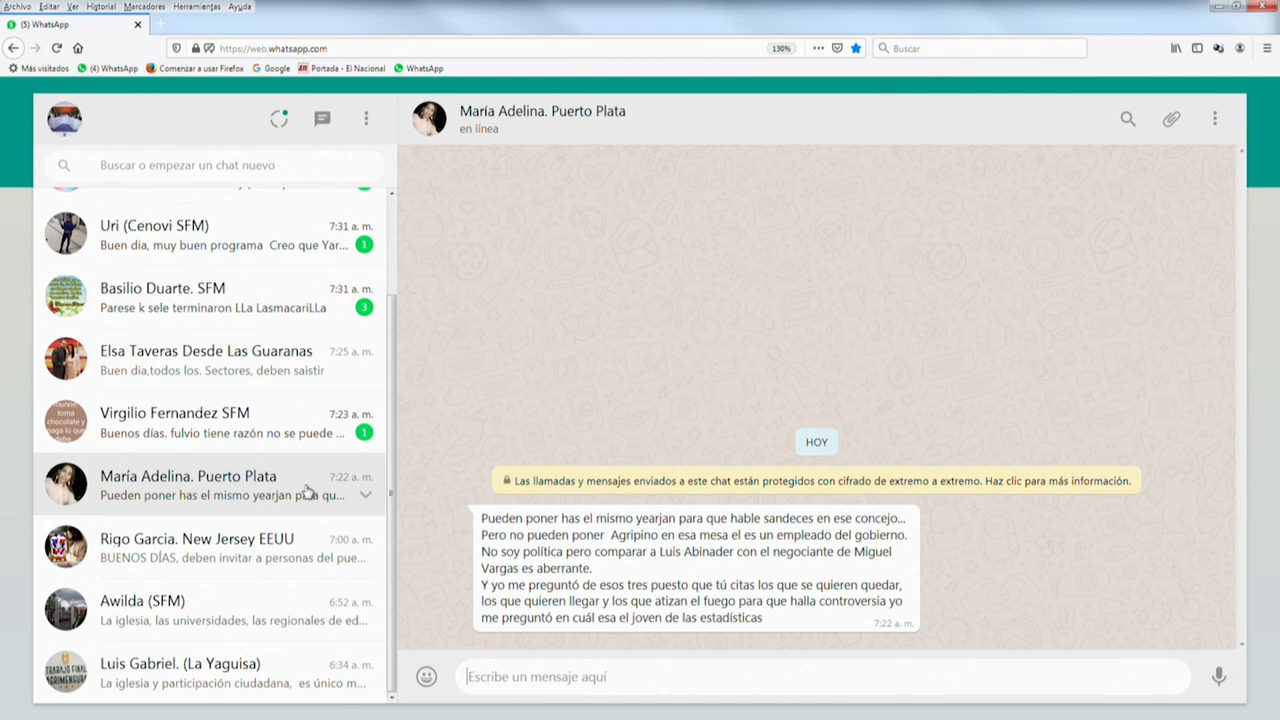 Archivo Editar Ver Historial Marcadores Herramientas Ayuda
(5) WhatsApp
https://web.whatsapp.com
130%
Buscar
Más visitados (4) WhatsApp Comenzar a usar Firefox Google Portada - El Nacional WhatsApp
María Adelina. Puerto Plata
en línea
Buscar o empezar un chat nuevo
Uri (Cenovi SFM) 7:31 a. m.
Buen dia, muy buen programa Creo que Yar... 1
Basilio Duarte. SFM 7:31 a. m.
Parese k sele terminaron LLa LasmacariLLa 3
Elsa Taveras Desde Las Guaranas 7:25 a. m.
Buen dia,todos los. Sectores, deben saistir
Virgilio Fernandez SFM 7:23 a. m.
Buenos días. fulvio tiene razón no se puede ... 1
toma
chocolate y
paga lo que
debe
María Adelina. Puerto Plata 7:22 a. m.
Pueden poner has el mismo yearjan para qu...
Rigo Garcia. New Jersey EEUU 7:00 a. m.
BUENOS DÍAS, deben invitar a personas del pue...
Awilda (SFM) 6:52 a. m.
La iglesia, las universidades, las regionales de ed...
Luis Gabriel. (La Yaguisa) 6:34 a. m.
La iglesia y participación ciudadana, es único m...
TRABAJO FINAL
AGRIMENSURA
HOY
Las llamadas y mensajes enviados a este chat están protegidos con cifrado de extremo a extremo. Haz clic para más información.
Pueden poner has el mismo yearjan para que hable sandeces en ese concejo...
Pero no pueden poner Agripino en esa mesa el es un empleado del gobierno.
No soy política pero comparar a Luis Abinader con el negociante de Miguel
Vargas es aberrante.
Y yo me preguntó de esos tres puesto que tú citas los que se quieren quedar,
los que quieren llegar y los que atizan el fuego para que halla controversia yo
me preguntó en cuál esa el joven de las estadísticas
7:22 a. m.
Escribe un mensaje aquí